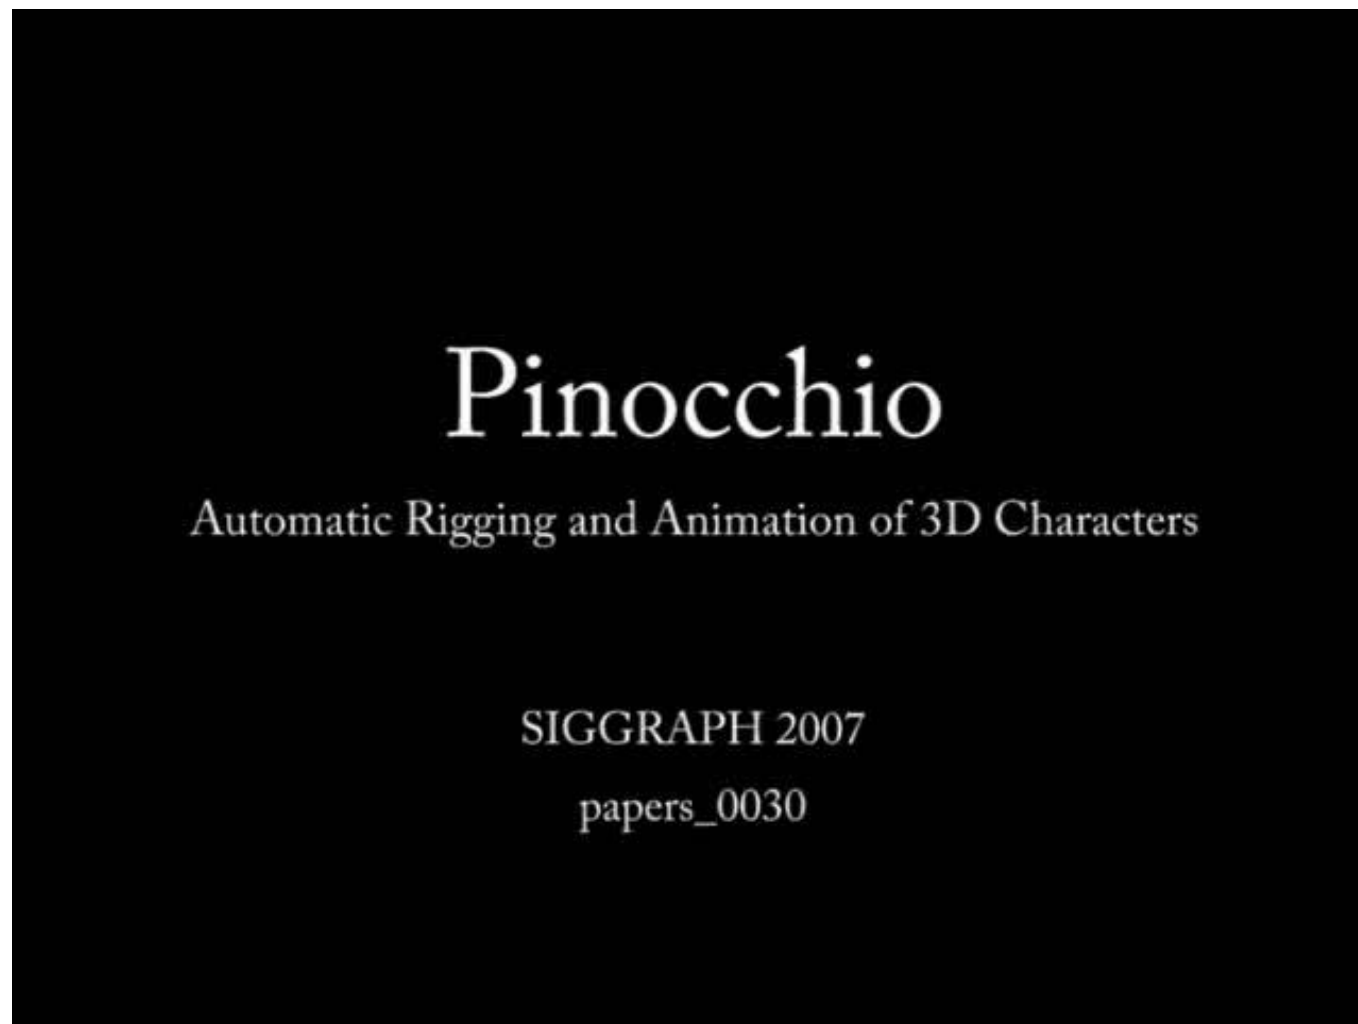 Pinocchio
Automatic Rigging and Animation of 3D Characters
SIGGRAPH 2007
papers_0030